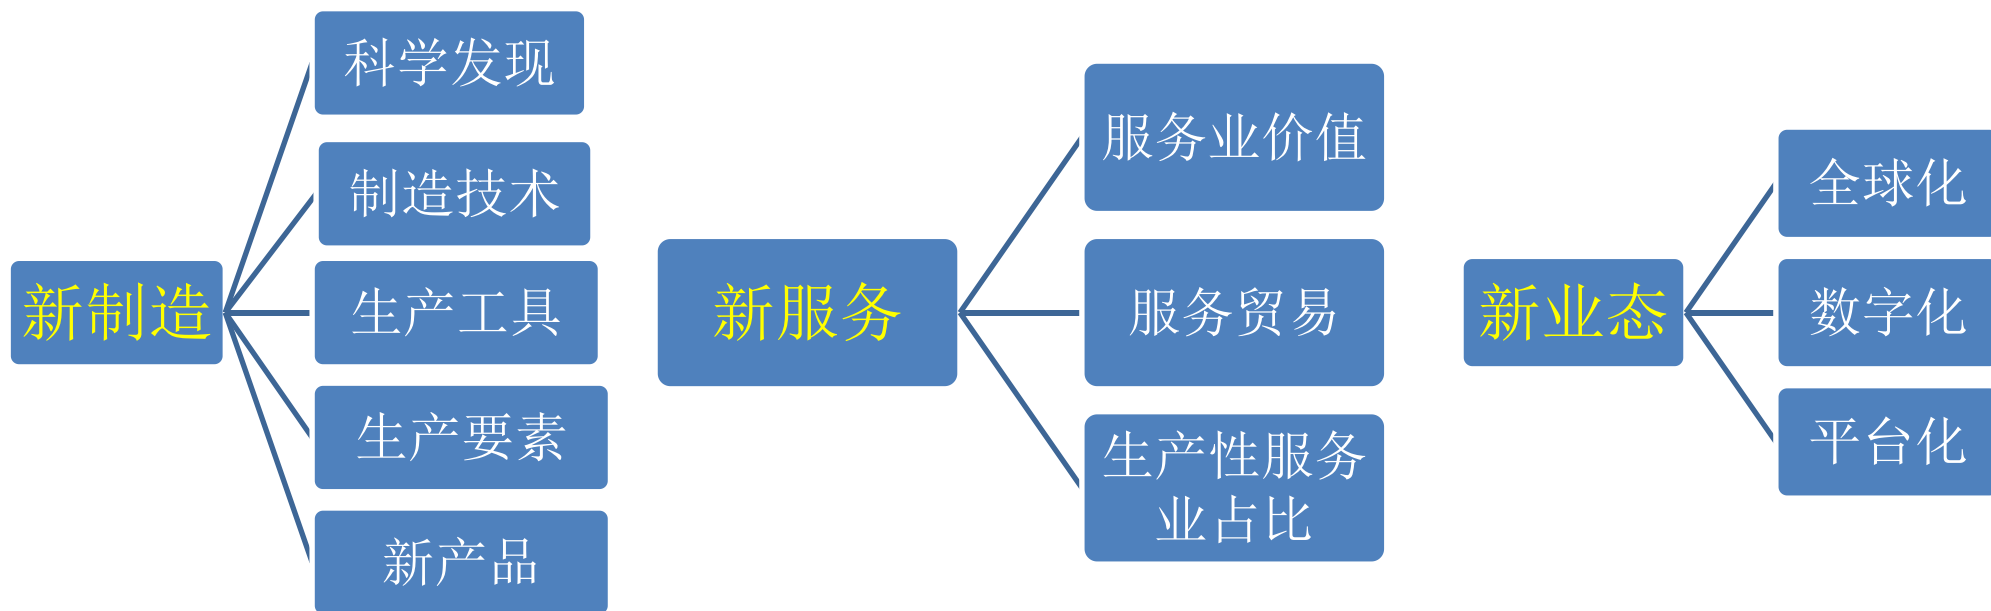 新制造
科学发现
制造技术
生产工具
生产要素
新产品
新服务
服务业价值
服务贸易
生产性服务
业占比
新业态
全球化
数字化
平台化